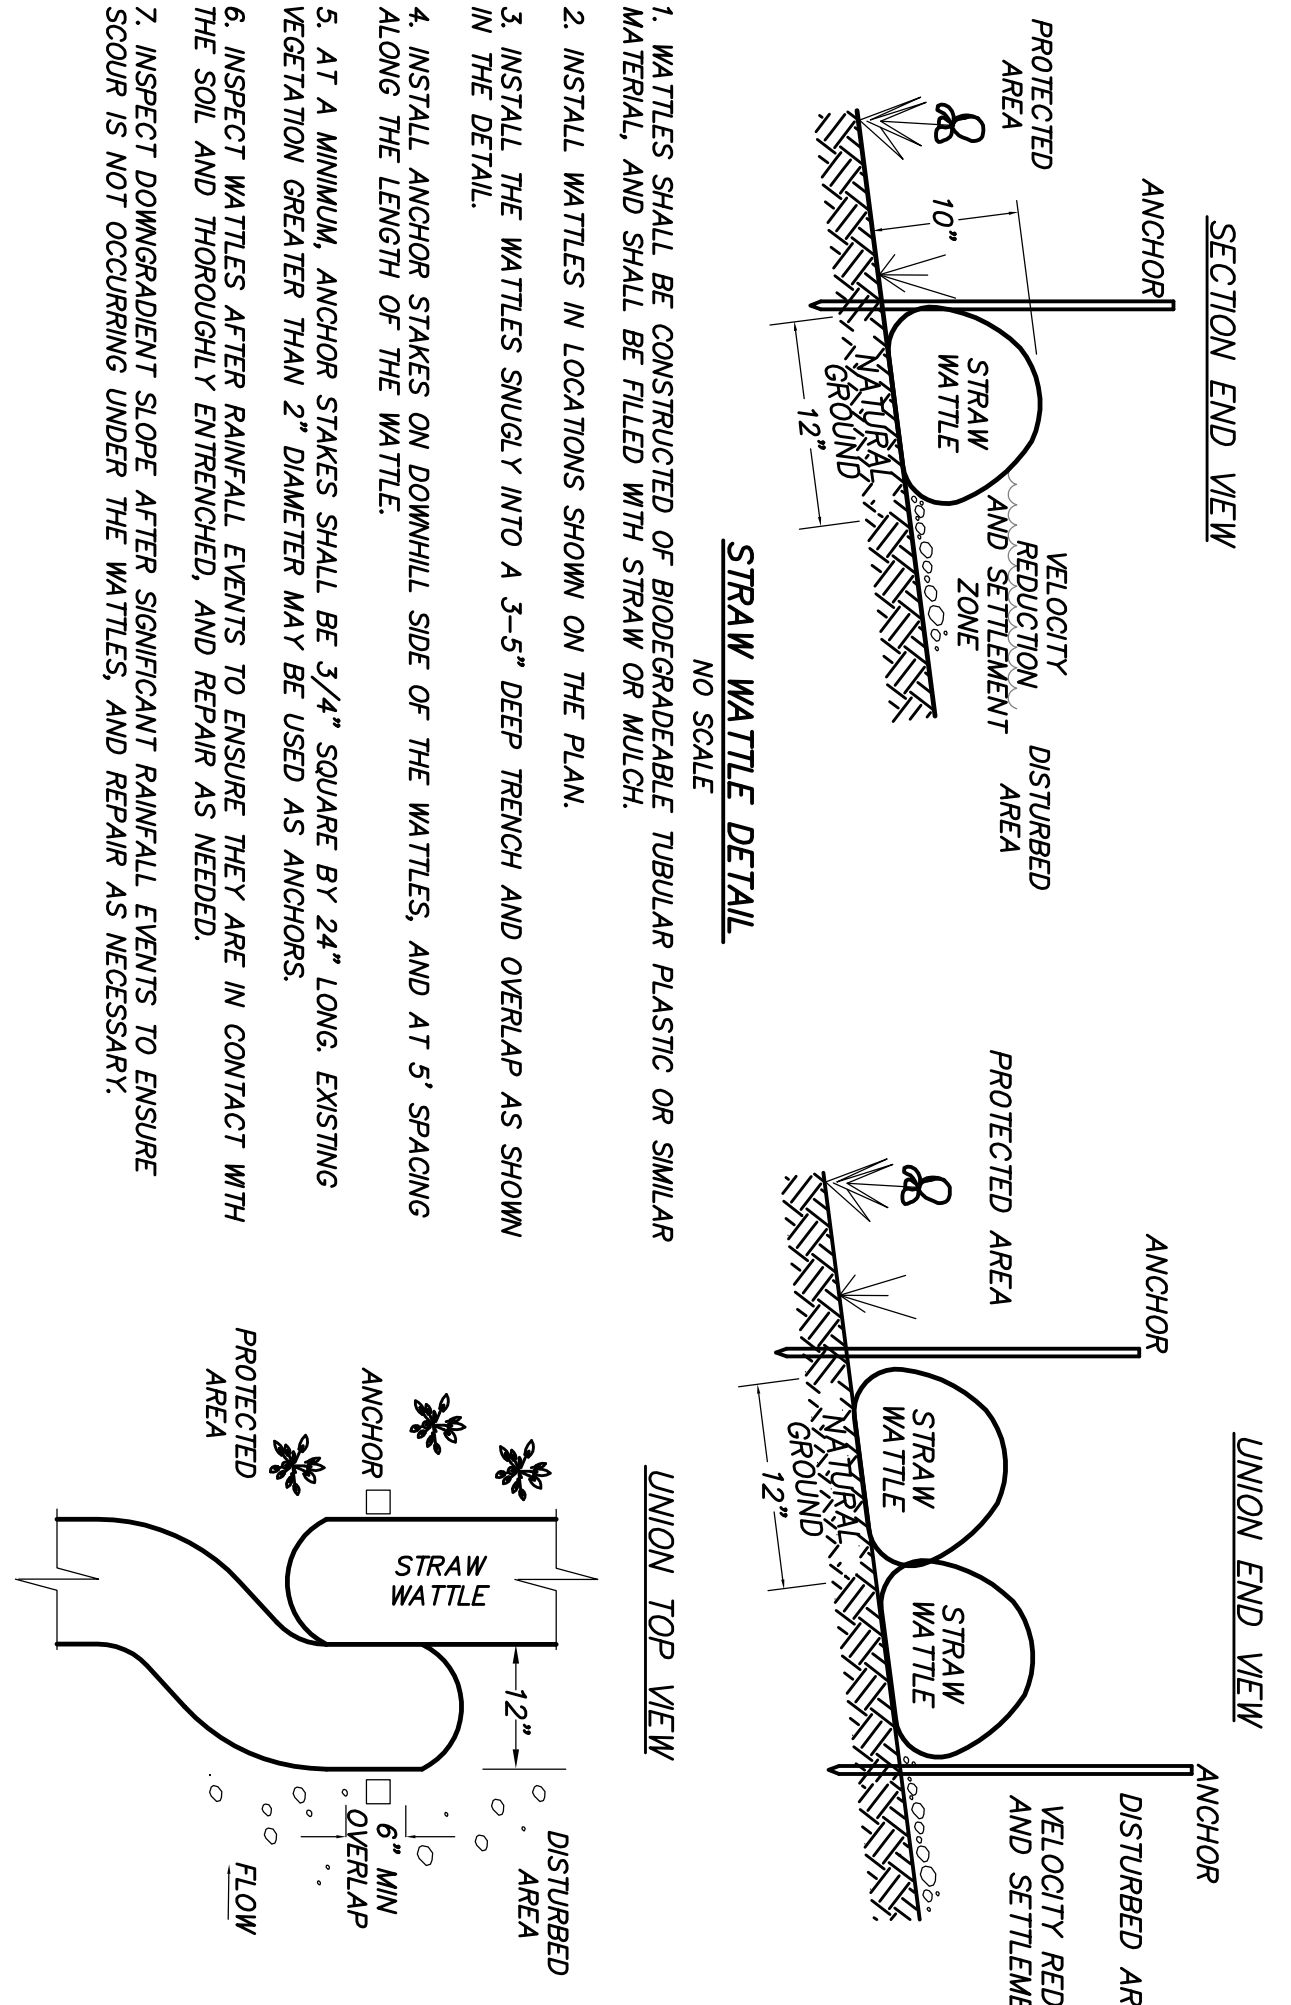 SECTION END VIEW
ANCHOR
PROTECTED
AREA
10"
STRAW
WATTLE
NATURAL
GROUND
12"
VELOCITY
REDUCTION
AND SETTLEMENT
ZONE
DISTURBED
AREA
UNION END VIEW
ANCHOR
PROTECTED AREA
STRAW
WATTLE
STRAW
WATTLE
NATURAL
GROUND
12"
ANCHOR
DISTURBED AR
VELOCITY RED
AND SETTLEME
STRAW WATTLE DETAIL
NO SCALE
1. WATTLES SHALL BE CONSTRUCTED OF BIODEGRADEABLE TUBULAR PLASTIC OR SIMILAR
MATERIAL, AND SHALL BE FILLED WITH STRAW OR MULCH.
2. INSTALL WATTLES IN LOCATIONS SHOWN ON THE PLAN.
3. INSTALL THE WATTLES SNUGLY INTO A 3-5" DEEP TRENCH AND OVERLAP AS SHOWN
IN THE DETAIL.
4. INSTALL ANCHOR STAKES ON DOWNHILL SIDE OF THE WATTLES, AND AT 5' SPACING
ALONG THE LENGTH OF THE WATTLE.
5. AT A MINIMUM, ANCHOR STAKES SHALL BE 3/4" SQUARE BY 24" LONG. EXISTING
VEGETATION GREATER THAN 2" DIAMETER MAY BE USED AS ANCHORS.
6. INSPECT WATTLES AFTER RAINFALL EVENTS TO ENSURE THEY ARE IN CONTACT WITH
THE SOIL AND THOROUGHLY ENTRENCHED, AND REPAIR AS NEEDED.
7. INSPECT DOWNGRADIENT SLOPE AFTER SIGNIFICANT RAINFALL EVENTS TO ENSURE
SCOUR IS NOT OCCURRING UNDER THE WATTLES, AND REPAIR AS NECESSARY.
UNION TOP VIEW
STRAW
WATTLE
12"
ANCHOR
PROTECTED
AREA
DISTURBED
AREA
6" MIN
OVERLAP
FLOW